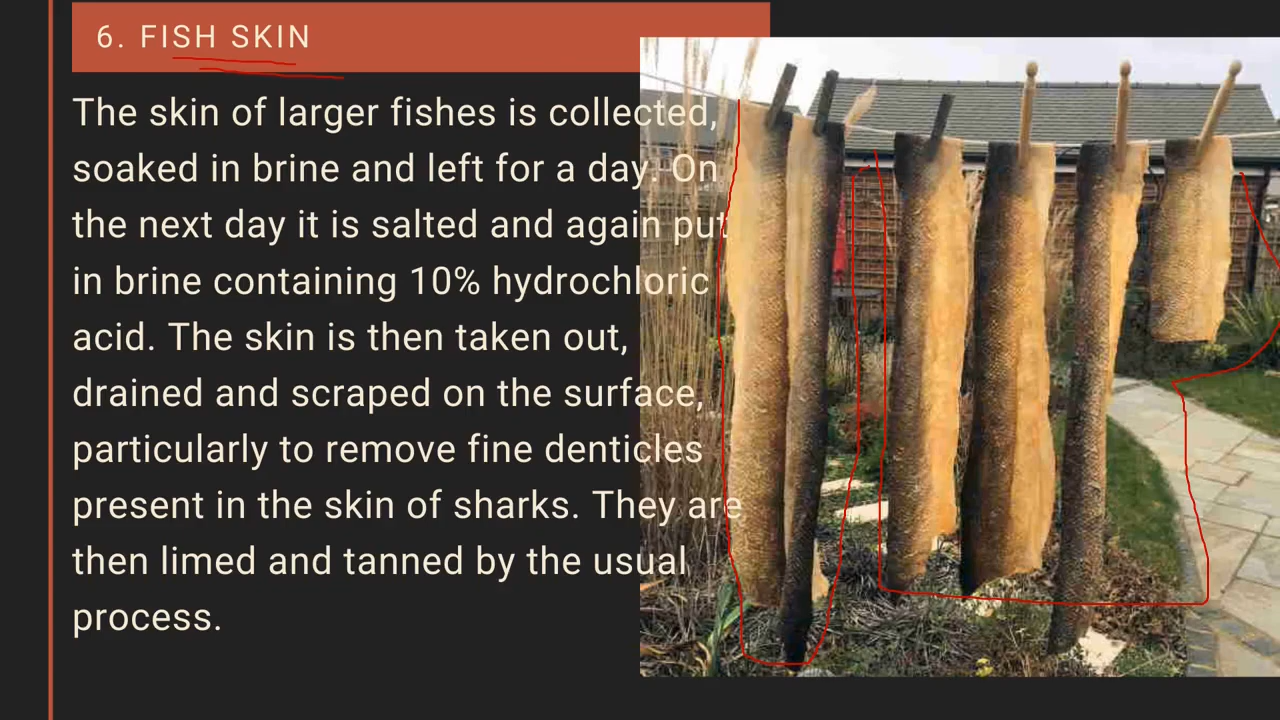 6. FISH SKIN
The skin of larger fishes is collected,
soaked in brine and left for a day. On
the next day it is salted and again put
in brine containing 10% hydrochloric
acid. The skin is then taken out,
drained and scraped on the surface,
particularly to remove fine denticles
present in the skin of sharks. They are
then limed and tanned by the usual
process.